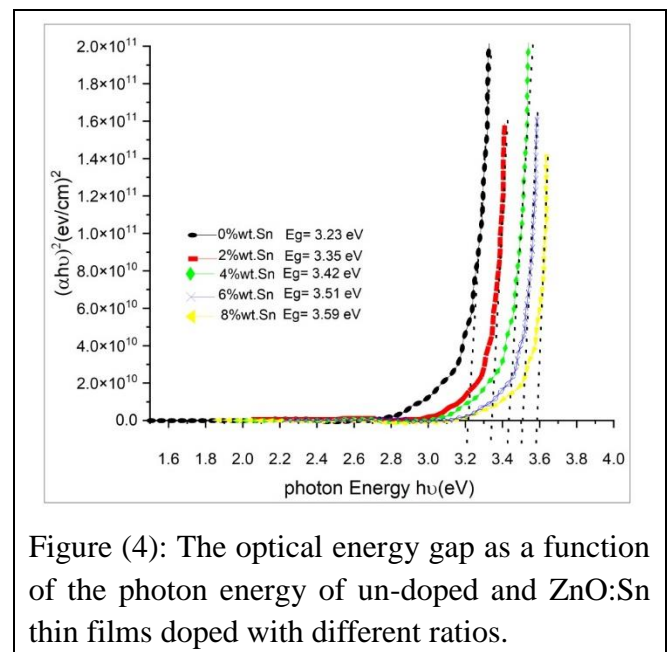 2.0×10¹¹
1.8×10¹¹
1.6×10¹¹
1.4×10¹¹
1.2×10¹¹
1.0×10¹¹
8.0×10¹⁰
6.0×10¹⁰
4.0×10¹⁰
2.0×10¹⁰
0.0
(αhυ)²(ev/cm)²
0%wt.Sn Eg= 3.23 eV
2%wt.Sn Eg= 3.35 eV
4%wt.Sn Eg= 3.42 eV
6%wt.Sn Eg= 3.51 eV
8%wt.Sn Eg= 3.59 eV
1.6 1.8 2.0 2.2 2.4 2.6 2.8 3.0 3.2 3.4 3.6 3.8 4.0
photon Energy hυ(eV)
Figure (4): The optical energy gap as a function
of the photon energy of un-doped and ZnO:Sn
thin films doped with different ratios.